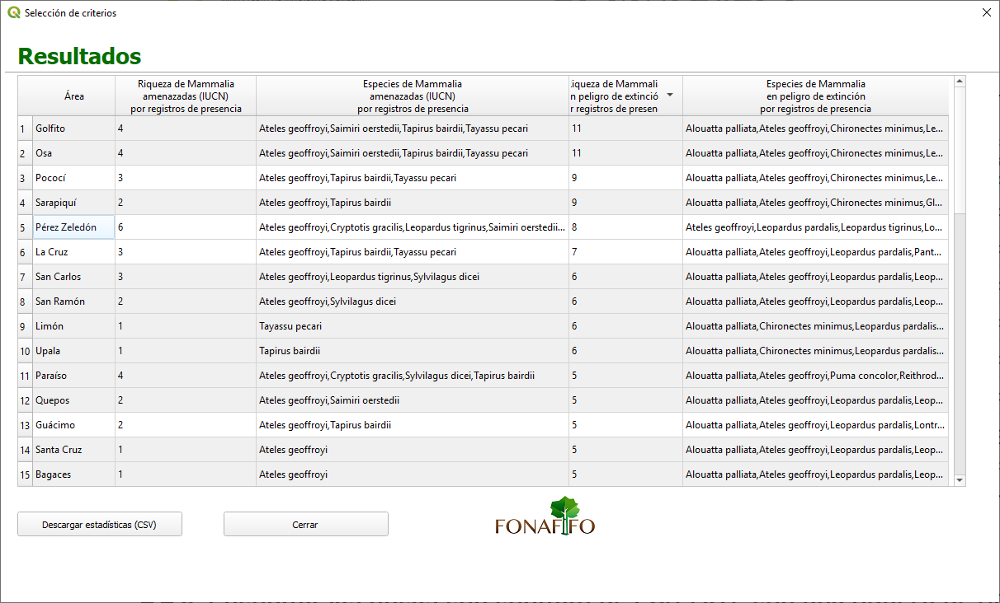 Selección de criterios
Resultados
Área
Riqueza de Mammalia
amenazadas (IUCN)
por registros de presencia
Especies de Mammalia
amenazadas (IUCN)
por registros de presencia
iqueza de Mammali
n peligro de extinció
r registros de presen
Especies de Mammalia
en peligro de extinción
por registros de presencia
1 Golfito 4 Ateles geoffroyi,Saimiri oerstedii,Tapirus bairdii,Tayassu pecari 11 Alouatta palliata,Ateles geoffroyi,Chironectes minimus,Le...
2 Osa 4 Ateles geoffroyi,Saimiri oerstedii,Tapirus bairdii,Tayassu pecari 11 Alouatta palliata,Ateles geoffroyi,Chironectes minimus,Le...
3 Pococí 3 Ateles geoffroyi,Tapirus bairdii,Tayassu pecari 9 Alouatta palliata,Ateles geoffroyi,Chironectes minimus,Le...
4 Sarapiquí 2 Ateles geoffroyi,Tapirus bairdii 9 Alouatta palliata,Ateles geoffroyi,Chironectes minimus,Gl...
5 Pérez Zeledón 6 Ateles geoffroyi,Cryptotis gracilis,Leopardus tigrinus,Saimiri oerstedii... 8 Ateles geoffroyi,Leopardus pardalis,Leopardus tigrinus,Lo...
6 La Cruz 3 Ateles geoffroyi,Tapirus bairdii,Tayassu pecari 7 Alouatta palliata,Ateles geoffroyi,Leopardus pardalis,Pant...
7 San Carlos 3 Ateles geoffroyi,Leopardus tigrinus,Sylvilagus dicei 6 Alouatta palliata,Ateles geoffroyi,Leopardus pardalis,Leop...
8 San Ramón 2 Ateles geoffroyi,Sylvilagus dicei 6 Alouatta palliata,Ateles geoffroyi,Leopardus pardalis,Leop...
9 Limón 1 Tayassu pecari 6 Alouatta palliata,Chironectes minimus,Leopardus pardalis...
10 Upala 1 Tapirus bairdii 6 Alouatta palliata,Chironectes minimus,Leopardus pardalis...
11 Paraíso 4 Ateles geoffroyi,Cryptotis gracilis,Sylvilagus dicei,Tapirus bairdii 5 Alouatta palliata,Ateles geoffroyi,Puma concolor,Reithrod...
12 Quepos 2 Ateles geoffroyi,Saimiri oerstedii 5 Alouatta palliata,Ateles geoffroyi,Leopardus pardalis,Leop...
13 Guácimo 2 Ateles geoffroyi,Tapirus bairdii 5 Alouatta palliata,Ateles geoffroyi,Leopardus pardalis,Lontr...
14 Santa Cruz 1 Ateles geoffroyi 5 Alouatta palliata,Ateles geoffroyi,Leopardus pardalis,Leop...
15 Bagaces 1 Ateles geoffroyi 5 Alouatta palliata,Ateles geoffroyi,Leopardus pardalis,Leop...
Descargar estadísticas (CSV)
Cerrar
FONAFIFO